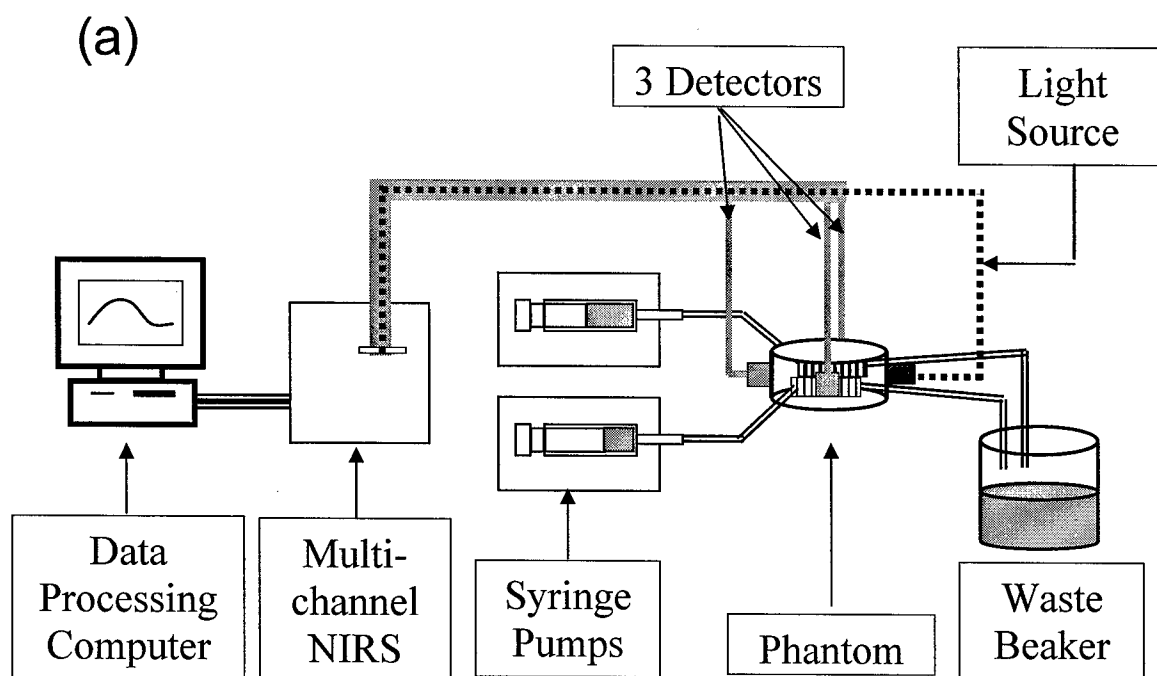 (a)
3 Detectors
Light
Source
Data
Processing
Computer
Multi-
channel
NIRS
Syringe
Pumps
Phantom
Waste
Beaker